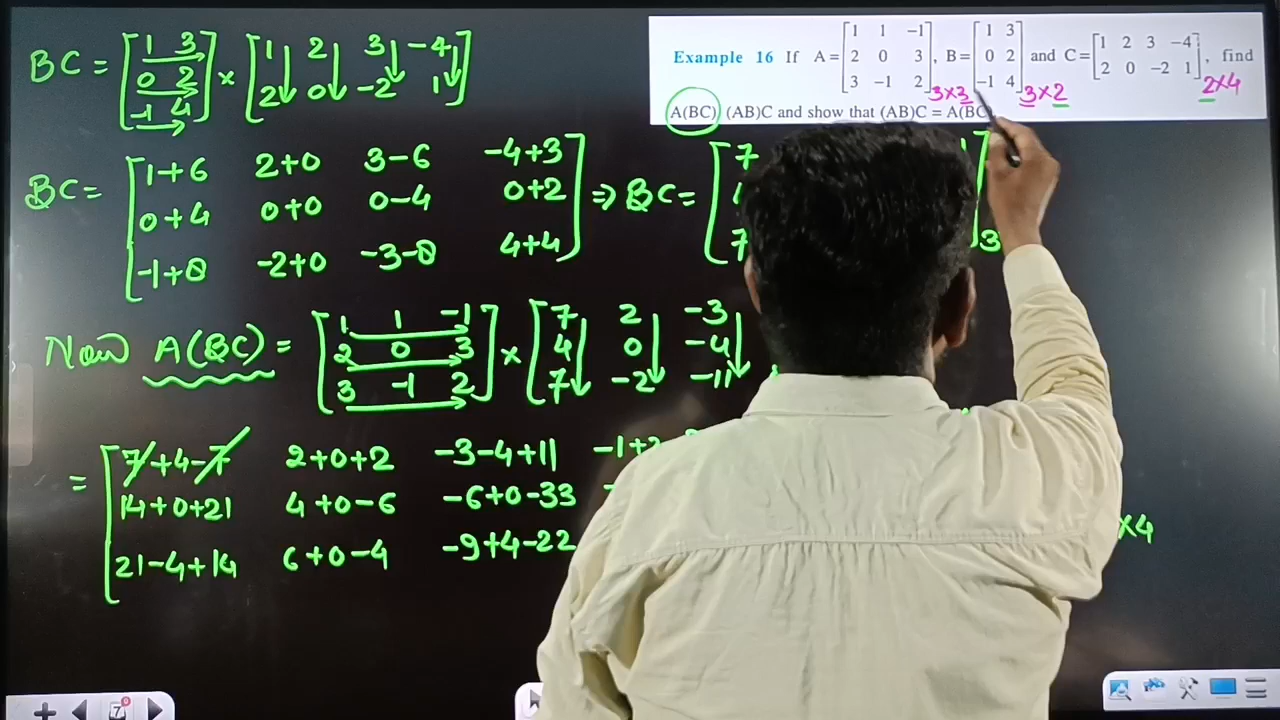 Example 16 If A = [1 1 -1; 2 0 3; 3 -1 2] 3×3, B = [1 3; 0 2; -1 4] 3×2 and C = [1 2 3 -4; 2 0 -2 1], find 2×4
A(BC) (AB)C and show that (AB)C = A(BC
BC = [1 3; 0 2; -1 4] × [1 2 3 -4; 2 0 -2 1]
BC = [1+6 2+0 3-6 -4+3; 0+4 0+0 0-4 0+2; -1+8 -2+0 -3-8 4+4] ⇒ BC = [7
7
3
Now A(BC) = [1 1 -1; 2 0 3; 3 -1 2] × [7 2 -3; 4 0 -4; 7 -2 -11
= [7+4-7 2+0+2 -3-4+11 -1+2
14+0+21 4+0-6 -6+0-33
21-4+14 6+0-4 -9+4-22
×4
7